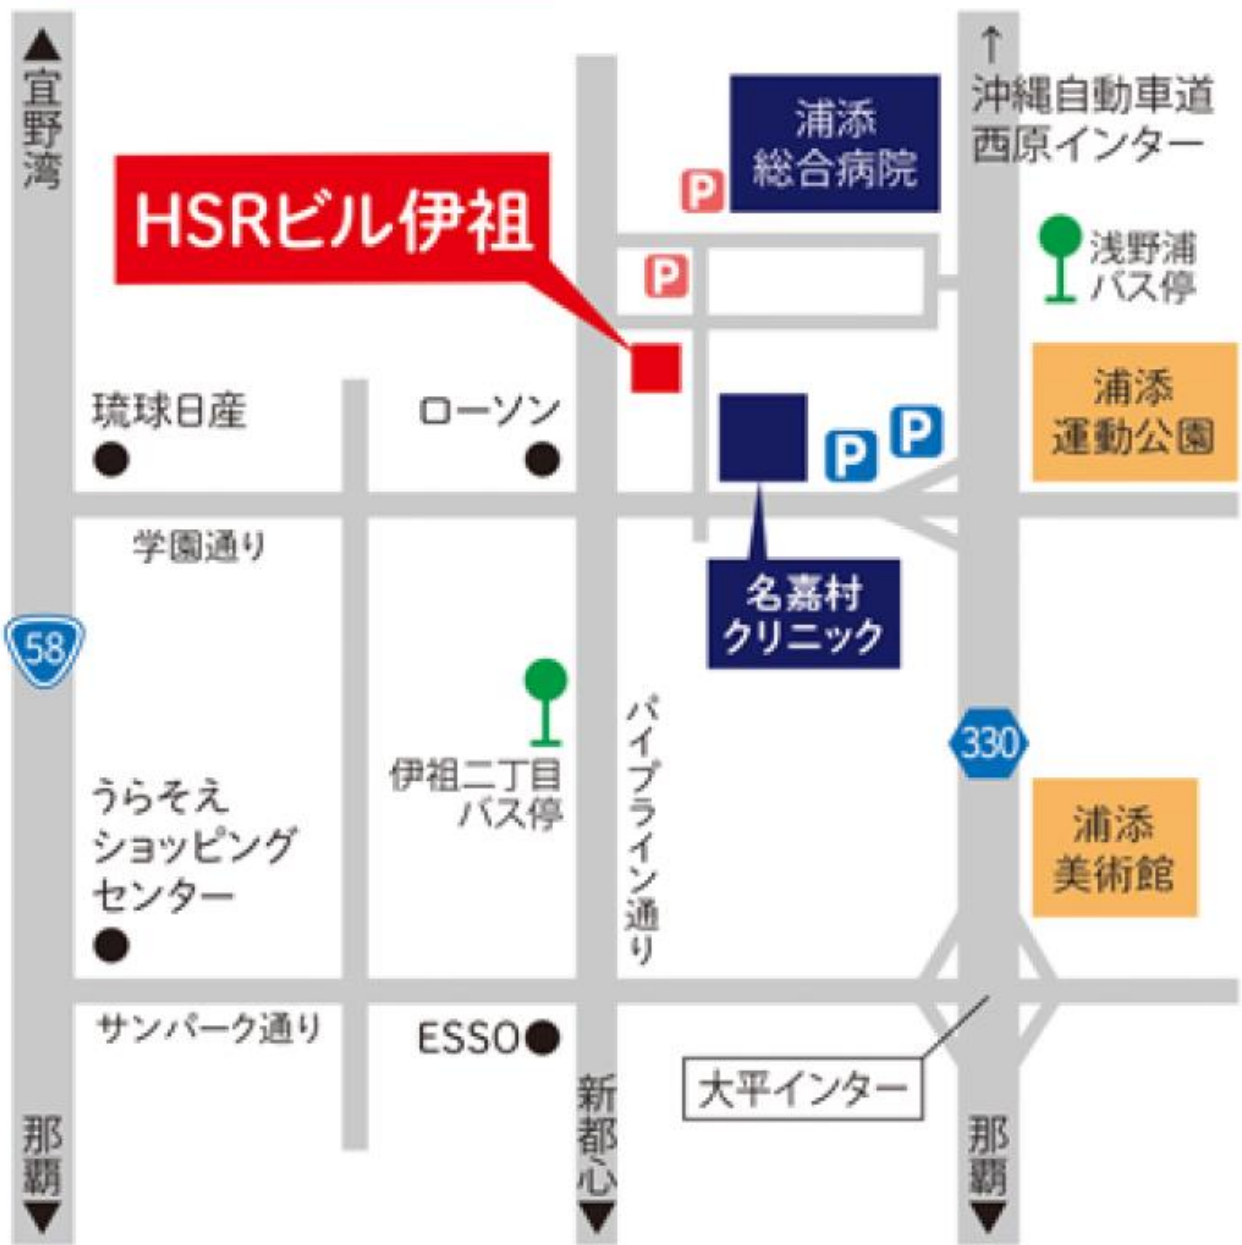 宜野湾
沖縄自動車道
西原インター
浦添
総合病院
P
HSRビル伊祖
P
浅野浦
バス停
浦添
運動公園
琉球日産
ローソン
P
P
学園通り
名嘉村
クリニック
58
パイプライン通り
330
伊祖二丁目
バス停
うらそえ
ショッピング
センター
浦添
美術館
サンパーク通り
ESSO
大平インター
那覇
新都心
那覇